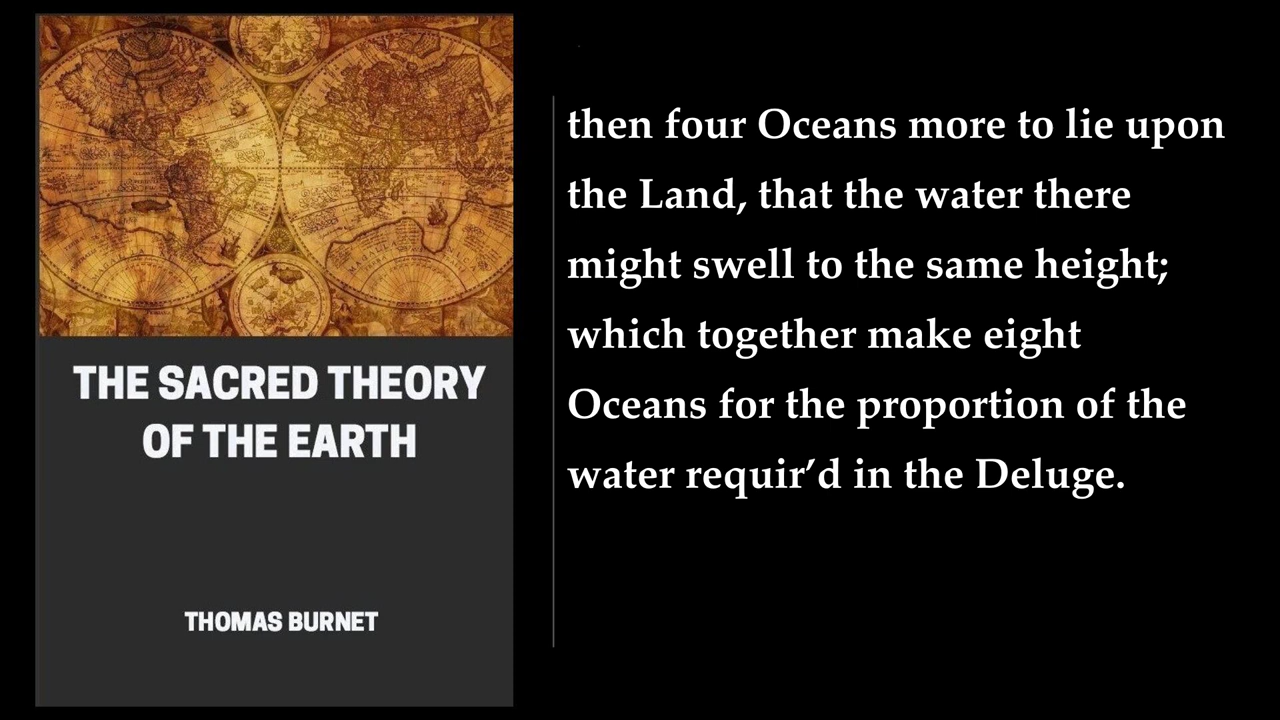 THE SACRED THEORY
OF THE EARTH
THOMAS BURNET
then four Oceans more to lie upon
the Land, that the water there
might swell to the same height;
which together make eight
Oceans for the proportion of the
water requir’d in the Deluge.